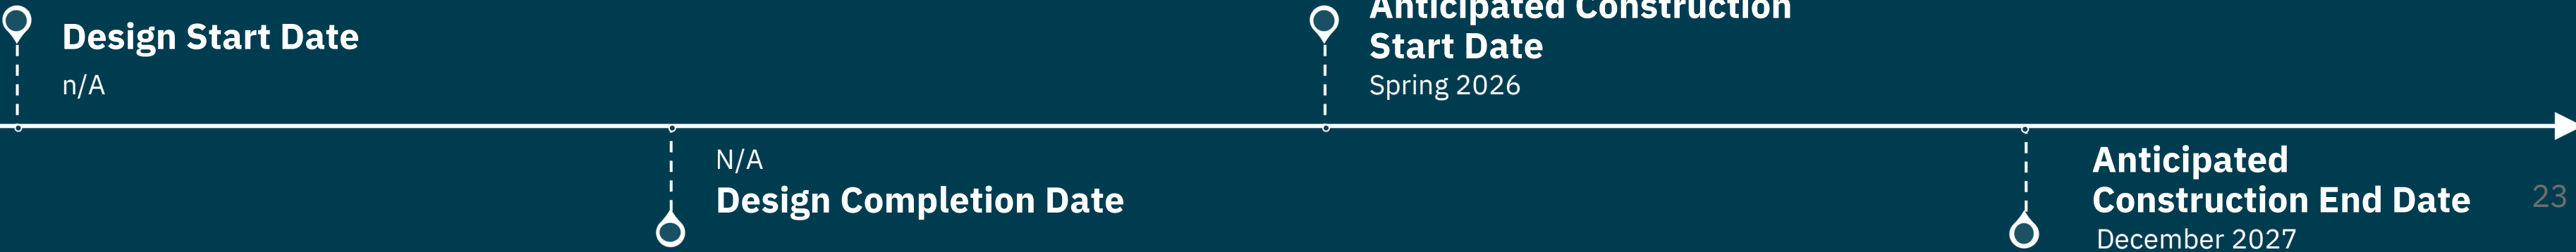 Design Start Date
n/A
N/A
Design Completion Date
Anticipated Construction
Start Date
Spring 2026
Anticipated
Construction End Date
December 2027
23